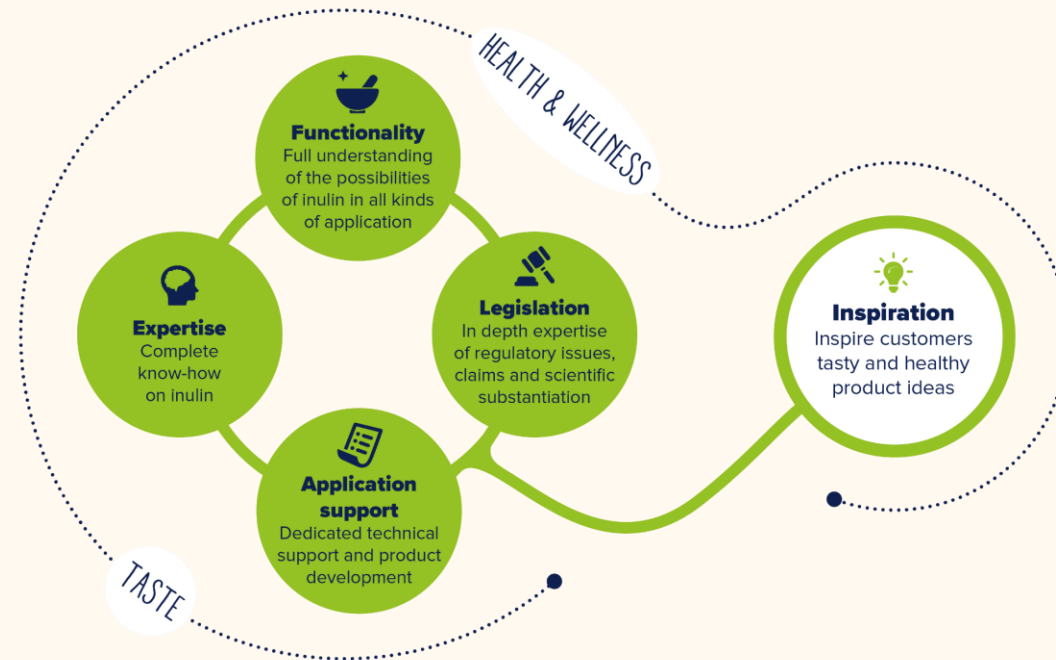 HEALTH & WELLNESS
Functionality
Full understanding
of the possibilities
of inulin in all kinds
of application
Expertise
Complete
know-how
on inulin
Legislation
In depth expertise
of regulatory issues,
claims and scientific
substantiation
Inspiration
Inspire customers
tasty and healthy
product ideas
Application
support
Dedicated technical
support and product
development
TASTE